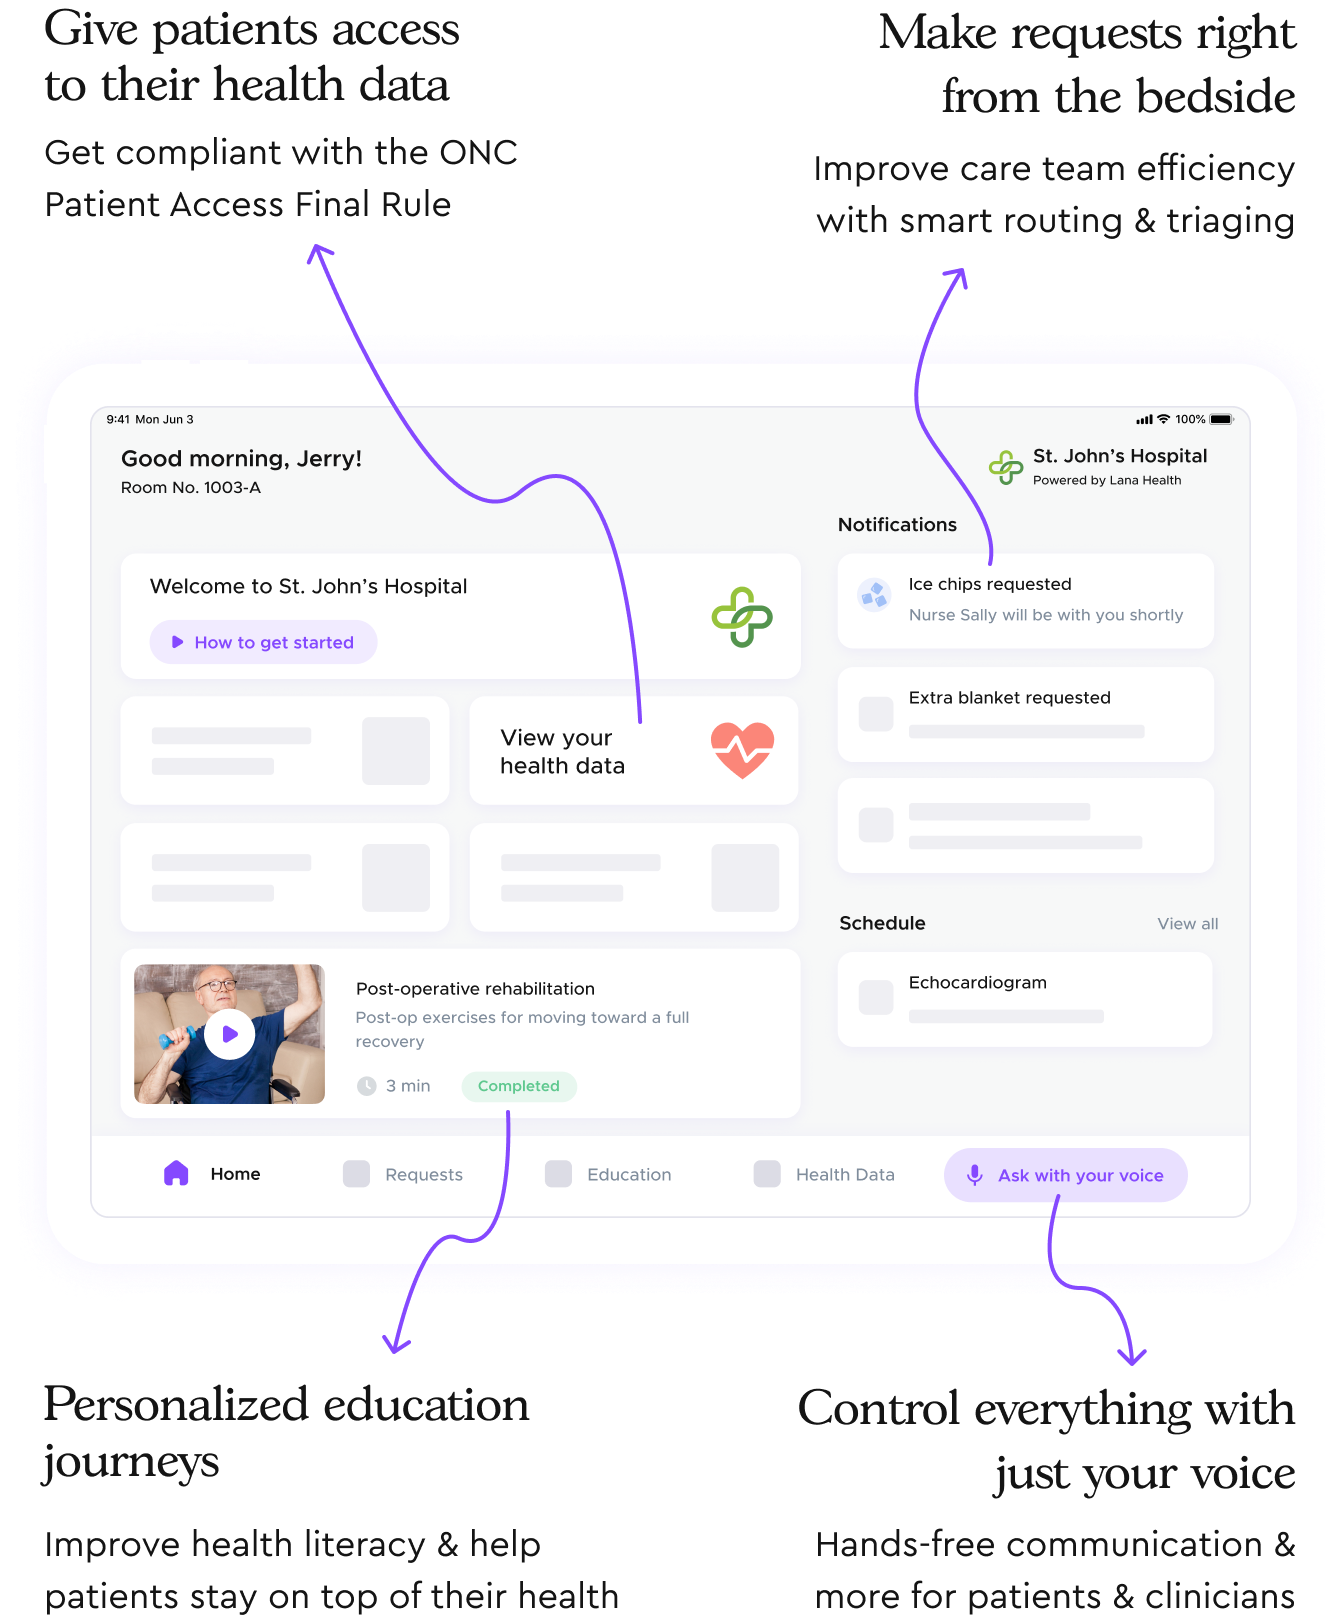 Give patients access
to their health data
Get compliant with the ONC
Patient Access Final Rule
Make requests right
from the bedside
Improve care team efficiency
with smart routing & triaging
9:41 Mon Jun 3
100%
Good morning, Jerry!
Room No. 1003-A
St. John's Hospital
Powered by Lana Health
Welcome to St. John's Hospital
How to get started
View your
health data
Post-operative rehabilitation
Post-op exercises for moving toward a full
recovery
3 min
Completed
Notifications
Ice chips requested
Nurse Sally will be with you shortly
Extra blanket requested
Schedule
View all
Echocardiogram
Home
Requests
Education
Health Data
Ask with your voice
Personalized education
journeys
Improve health literacy & help
patients stay on top of their health
Control everything with
just your voice
Hands-free communication &
more for patients & clinicians